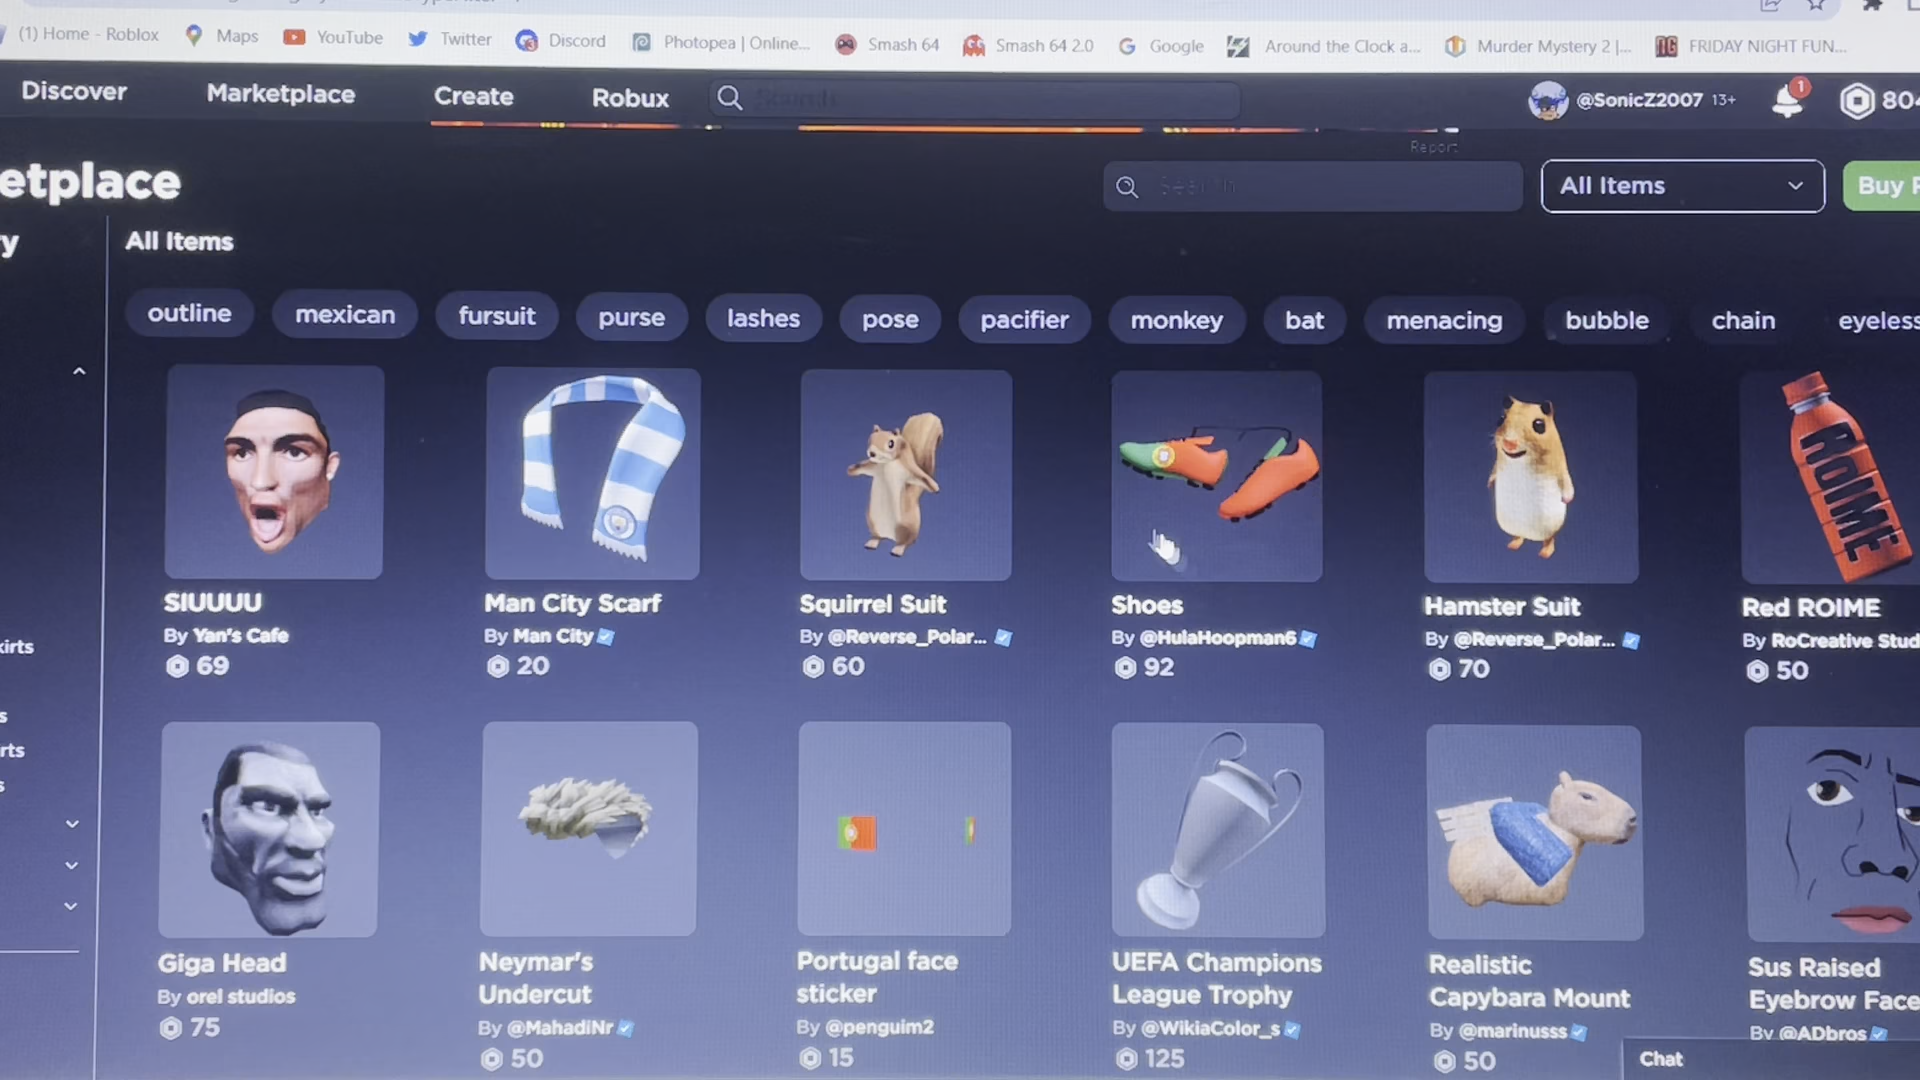 (1) Home - Roblox Maps YouTube Twitter Discord Photopea | Online... Smash 64 Smash 64 2.0 Google Around the Clock a... Murder Mystery 2 |... FRIDAY NIGHT FUN...
Discover Marketplace Create Robux Search @SonicZ2007 13+ 1 804
Report
etplace Search All Items Buy
y All Items
outline mexican fursuit purse lashes pose pacifier monkey bat menacing bubble chain eyeless
ROIME
SIUUUU Man City Scarf Squirrel Suit Shoes Hamster Suit Red ROIME
By Yan's Cafe By Man City By @Reverse_Polar... By @HulaHoopman6 By @Reverse_Polar... By RoCreative Stud
69 20 60 92 70 50
kirts
s
rts
s
Giga Head Neymar's Undercut Portugal face sticker UEFA Champions League Trophy Realistic Capybara Mount Sus Raised Eyebrow Face
By orel studios By @MahadiNr By @penguim2 By @WikiaColor_s By @marinusss By @ADbros
75 50 15 125 50
Chat